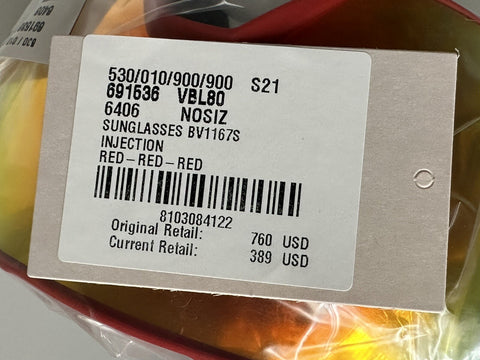 530/010/900/900 S21
691536 VBL80
6406 NOSIZ
SUNGLASSES BV1167S
INJECTION
RED-RED-RED
8103084122
Original Retail: 760 USD
Current Retail: 389 USD